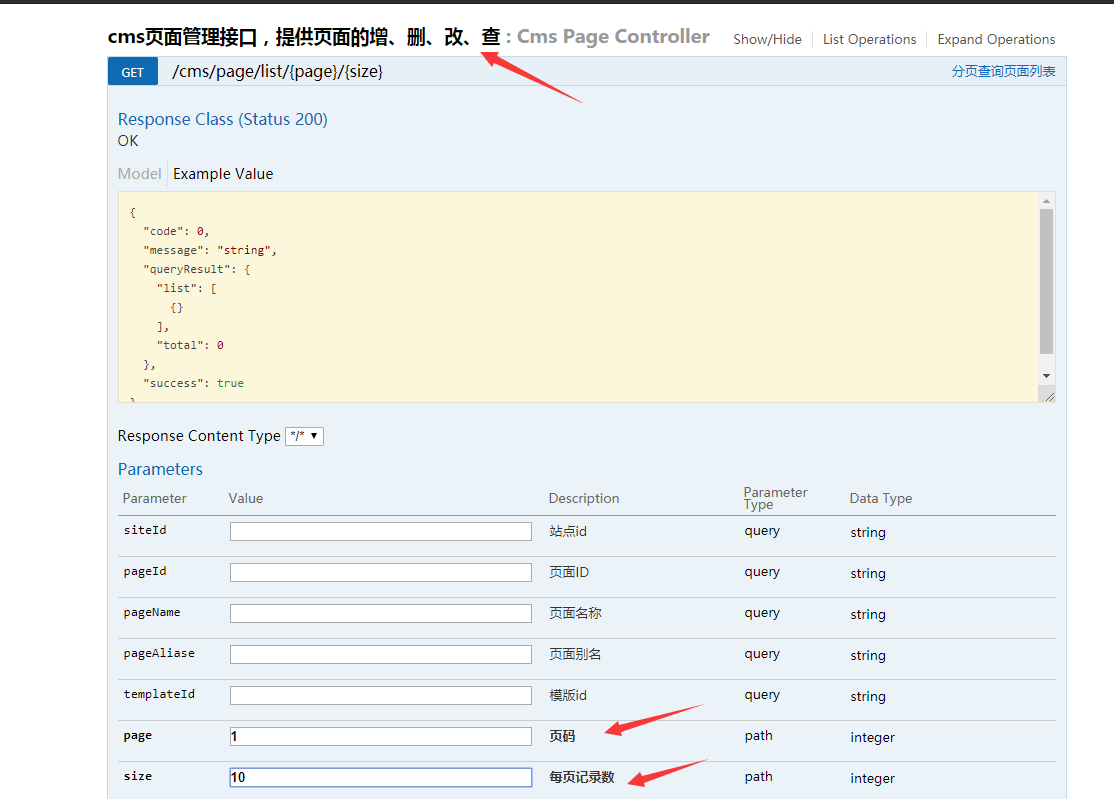 cms页面管理接口，提供页面的增、删、改、查 : Cms Page Controller Show/Hide List Operations Expand Operations
GET /cms/page/list/{page}/{size} 分页查询页面列表
Response Class (Status 200)
OK
Model Example Value
{
"code": 0,
"message": "string",
"queryResult": {
"list": [
{}
],
"total": 0
},
"success": true
}
Response Content Type */*
Parameters
Parameter Value Description Parameter Type Data Type
siteId 站点id query string
pageId 页面ID query string
pageName 页面名称 query string
pageAliase 页面别名 query string
templateId 模版id query string
page 1 页码 path integer
size 10 每页记录数 path integer